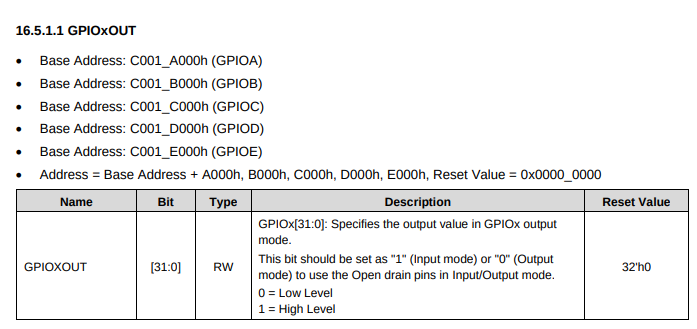 16.5.1.1 GPIOxOUT
• Base Address: C001_A000h (GPIOA)
• Base Address: C001_B000h (GPIOB)
• Base Address: C001_C000h (GPIOC)
• Base Address: C001_D000h (GPIOD)
• Base Address: C001_E000h (GPIOE)
• Address = Base Address + A000h, B000h, C000h, D000h, E000h, Reset Value = 0x0000_0000
Name Bit Type Description Reset Value
GPIOx[31:0]: Specifies the output value in GPIOx output
mode.
This bit should be set as "1" (Input mode) or "0" (Output
GPIOXOUT [31:0] RW mode) to use the Open drain pins in Input/Output mode. 32'h0
0 = Low Level
1 = High Level